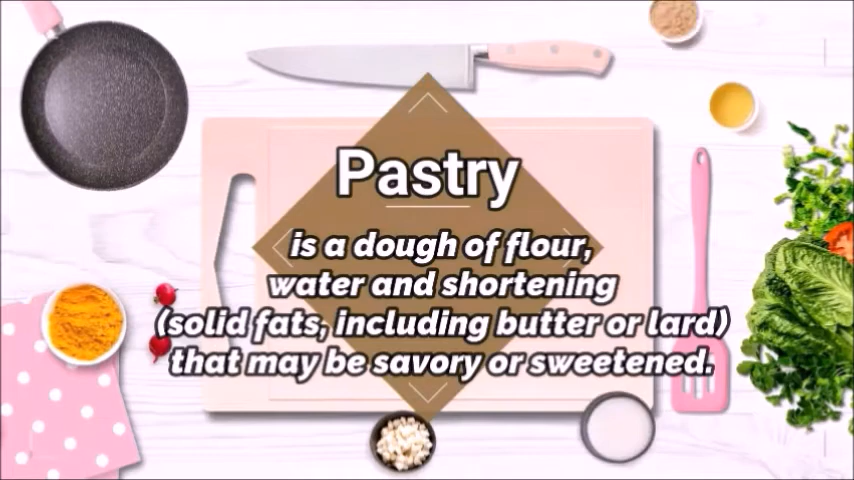 Pastry
is a dough of flour,
water and shortening
(solid fats, including butter or lard)
that may be savory or sweetened.